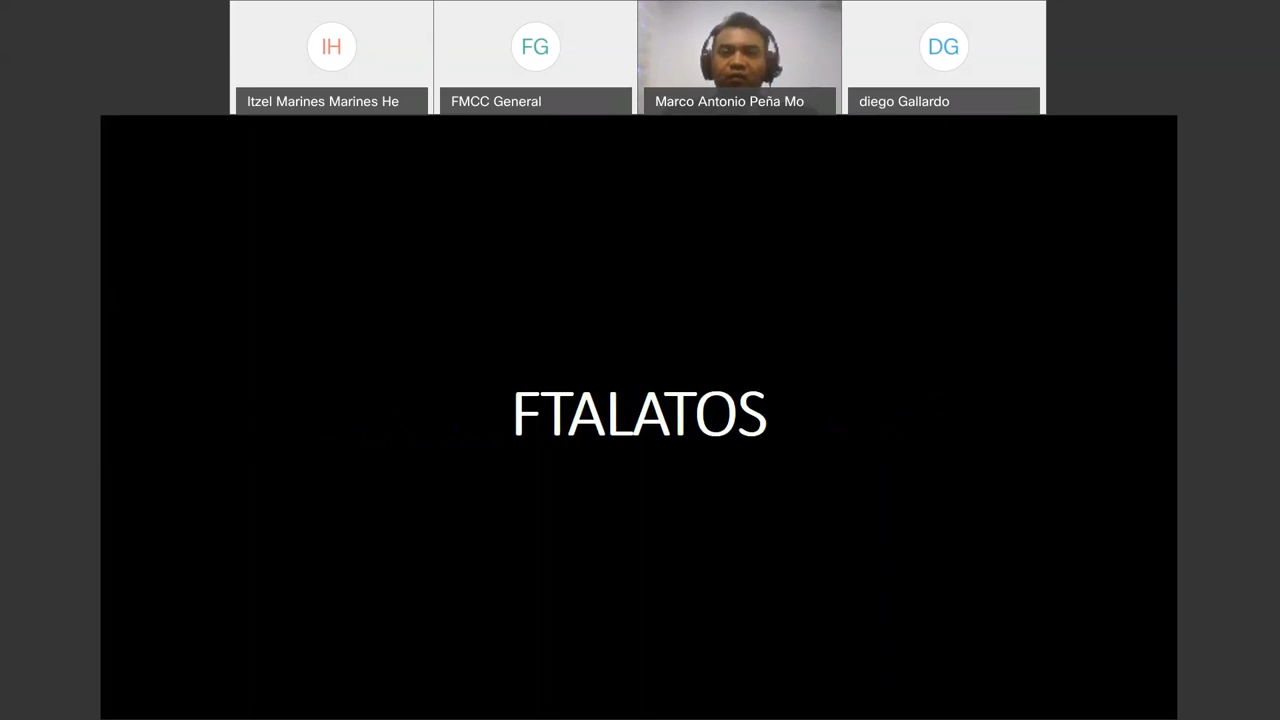 IH
FG
DG
Itzel Marines Marines He
FMCC General
Marco Antonio Peña Mo
diego Gallardo
FTALATOS